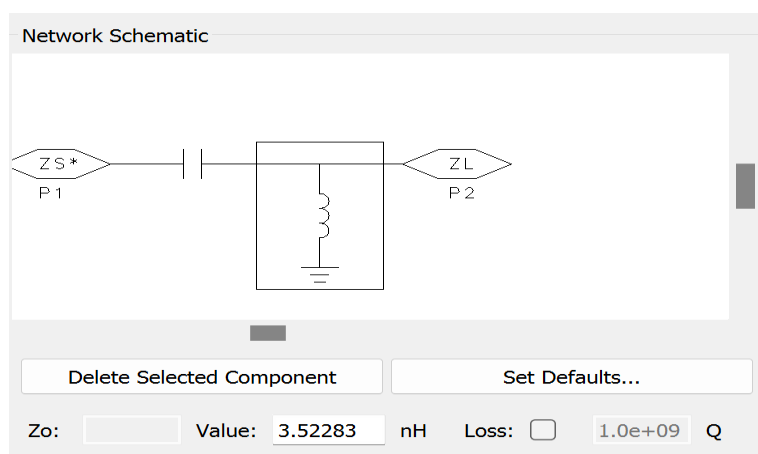 Network Schematic
ZS* ZL
P1 P2
Delete Selected Component Set Defaults...
Zo: Value: 3.52283 nH Loss: 1.0e+09 Q